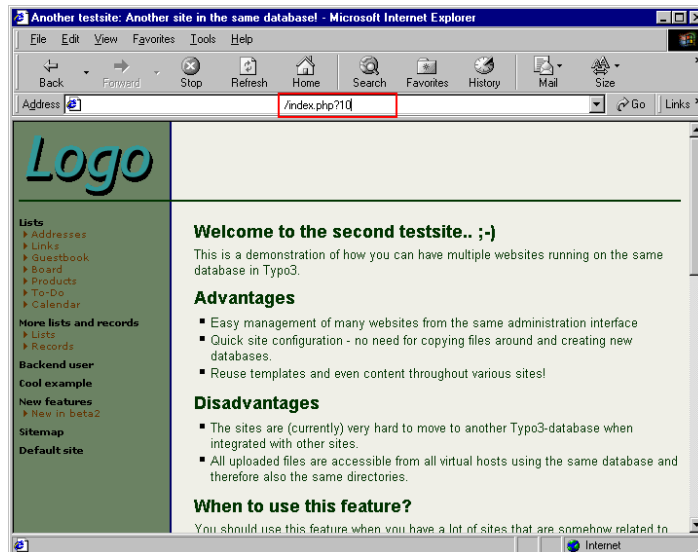 Another testsite: Another site in the same database! - Microsoft Internet Explorer
File Edit View Favorites Tools Help
Back Forward Stop Refresh Home Search Favorites History Mail Size
Address /index.php?10 Go Links
Logo
Lists
Addresses
Links
Guestbook
Board
Products
To-Do
Calendar
More lists and records
Lists
Records
Backend user
Cool example
New features
New in beta2
Sitemap
Default site
Welcome to the second testsite.. ;-)
This is a demonstration of how you can have multiple websites running on the same
database in Typo3.
Advantages
Easy management of many websites from the same administration interface
Quick site configuration - no need for copying files around and creating new
databases.
Reuse templates and even content throughout various sites!
Disadvantages
The sites are (currently) very hard to move to another Typo3-database when
integrated with other sites.
All uploaded files are accessible from all virtual hosts using the same database and
therefore also the same directories.
When to use this feature?
You should use this feature when you have a lot of sites that are somehow related to
Internet